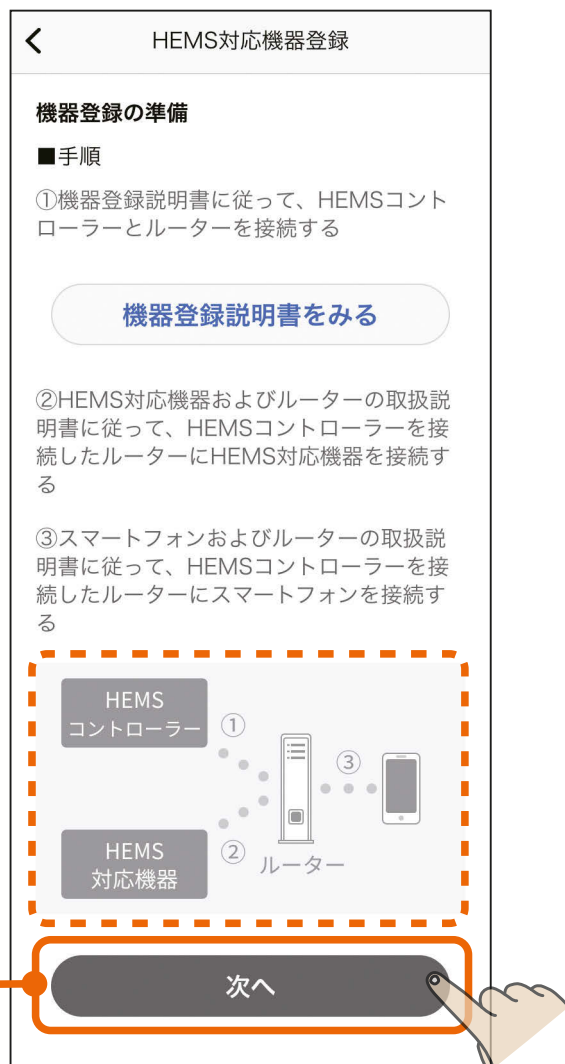 HEMS対応機器登録
機器登録の準備
■手順
①機器登録説明書に従って、HEMSコント
ローラーとルーターを接続する
機器登録説明書をみる
②HEMS対応機器およびルーターの取扱説
明書に従って、HEMSコントローラーを接
続したルーターにHEMS対応機器を接続す
る
③スマートフォンおよびルーターの取扱説
明書に従って、HEMSコントローラーを接
続したルーターにスマートフォンを接続す
る
HEMS
コントローラー
①
③
HEMS
対応機器
②
ルーター
次へ